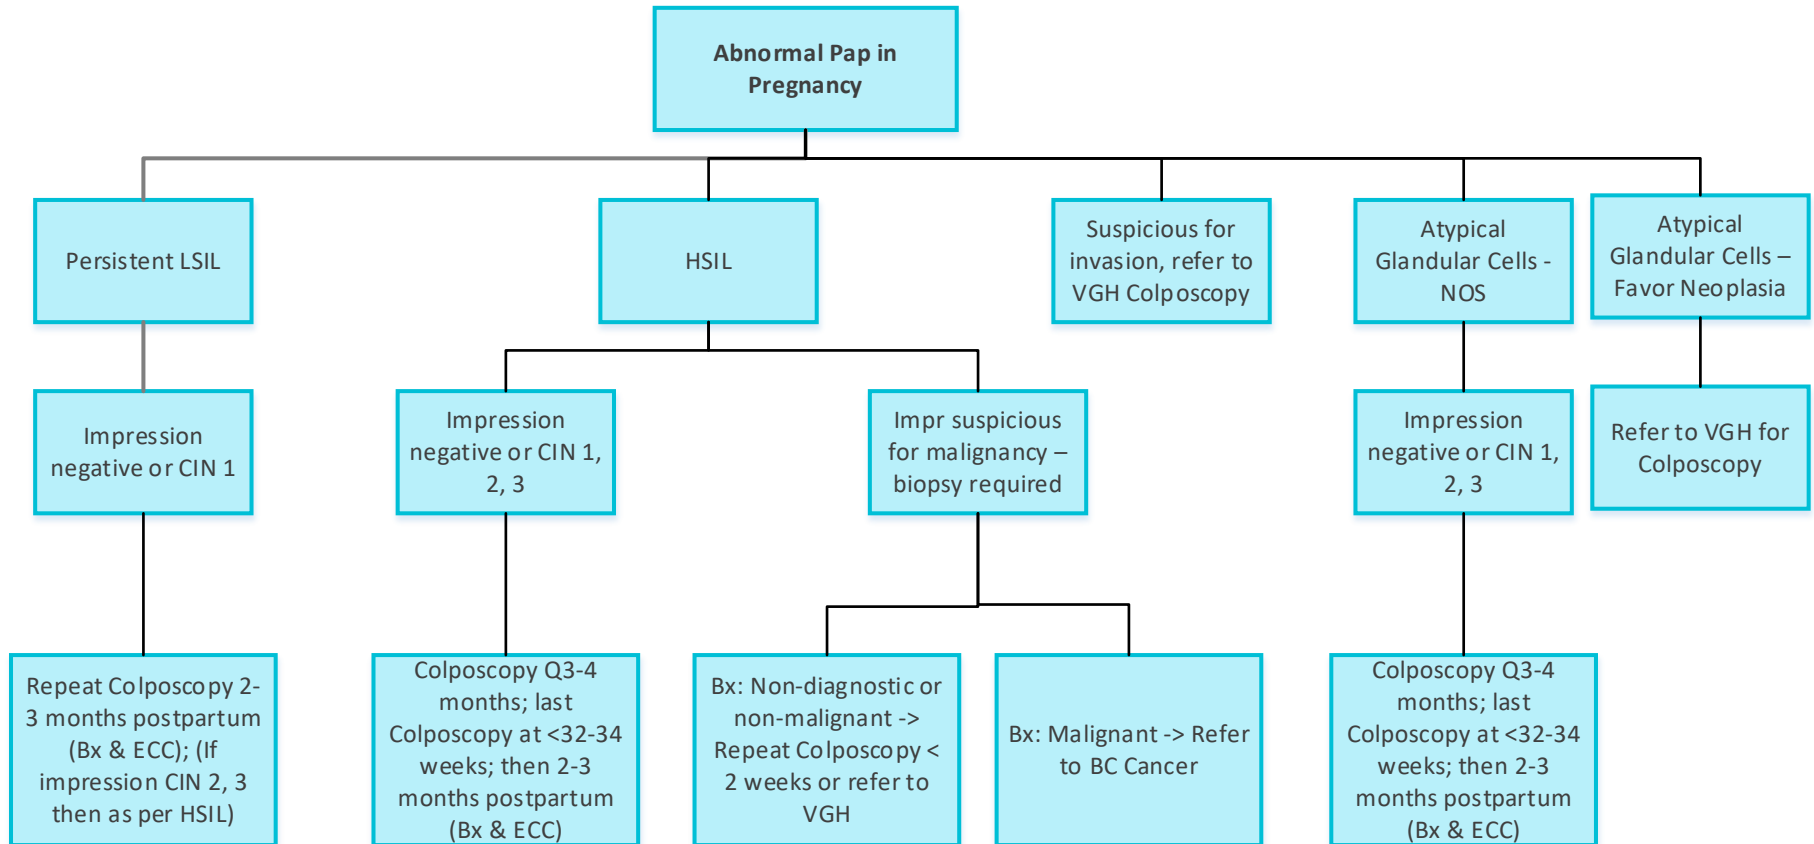 Abnormal Pap in
Pregnancy
Persistent LSIL
HSIL
Suspicious for
invasion, refer to
VGH Colposcopy
Atypical
Glandular Cells -
NOS
Atypical
Glandular Cells –
Favor Neoplasia
Impression
negative or CIN 1
Impression
negative or CIN 1,
2, 3
Impr suspicious
for malignancy –
biopsy required
Impression
negative or CIN 1,
2, 3
Refer to VGH for
Colposcopy
Repeat Colposcopy 2-
3 months postpartum
(Bx & ECC); (If
impression CIN 2, 3
then as per HSIL)
Colposcopy Q3-4
months; last
Colposcopy at <32-34
weeks; then 2-3
months postpartum
(Bx & ECC)
Bx: Non-diagnostic or
non-malignant ->
Repeat Colposcopy <
2 weeks or refer to
VGH
Bx: Malignant -> Refer
to BC Cancer
Colposcopy Q3-4
months; last
Colposcopy at <32-34
weeks; then 2-3
months postpartum
(Bx & ECC)